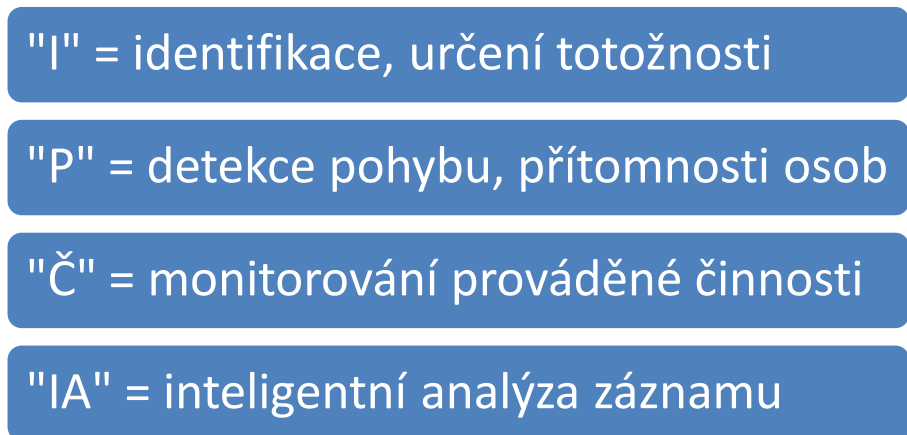 "I" = identifikace, určení totožnosti
"P" = detekce pohybu, přítomnosti osob
"Č" = monitorování prováděné činnosti
"IA" = inteligentní analýza záznamu